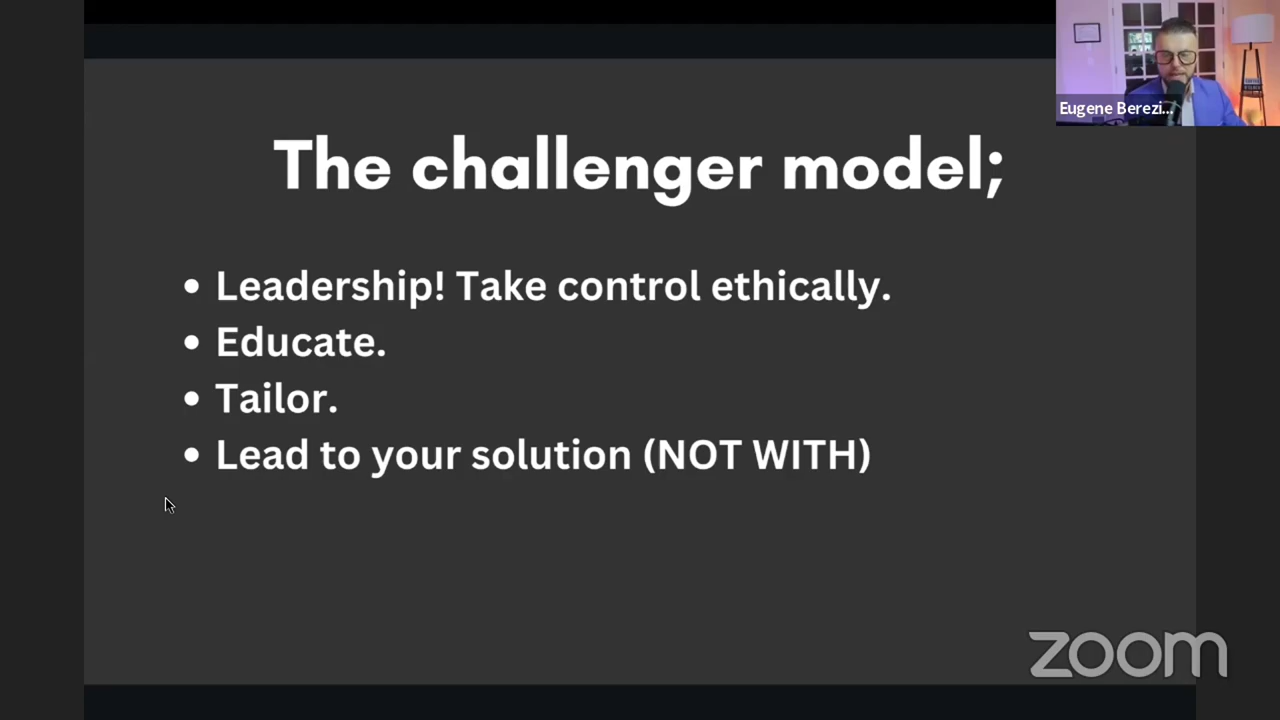 Eugene Berezi...
The challenger model;
• Leadership! Take control ethically.
• Educate.
• Tailor.
• Lead to your solution (NOT WITH)
zoom